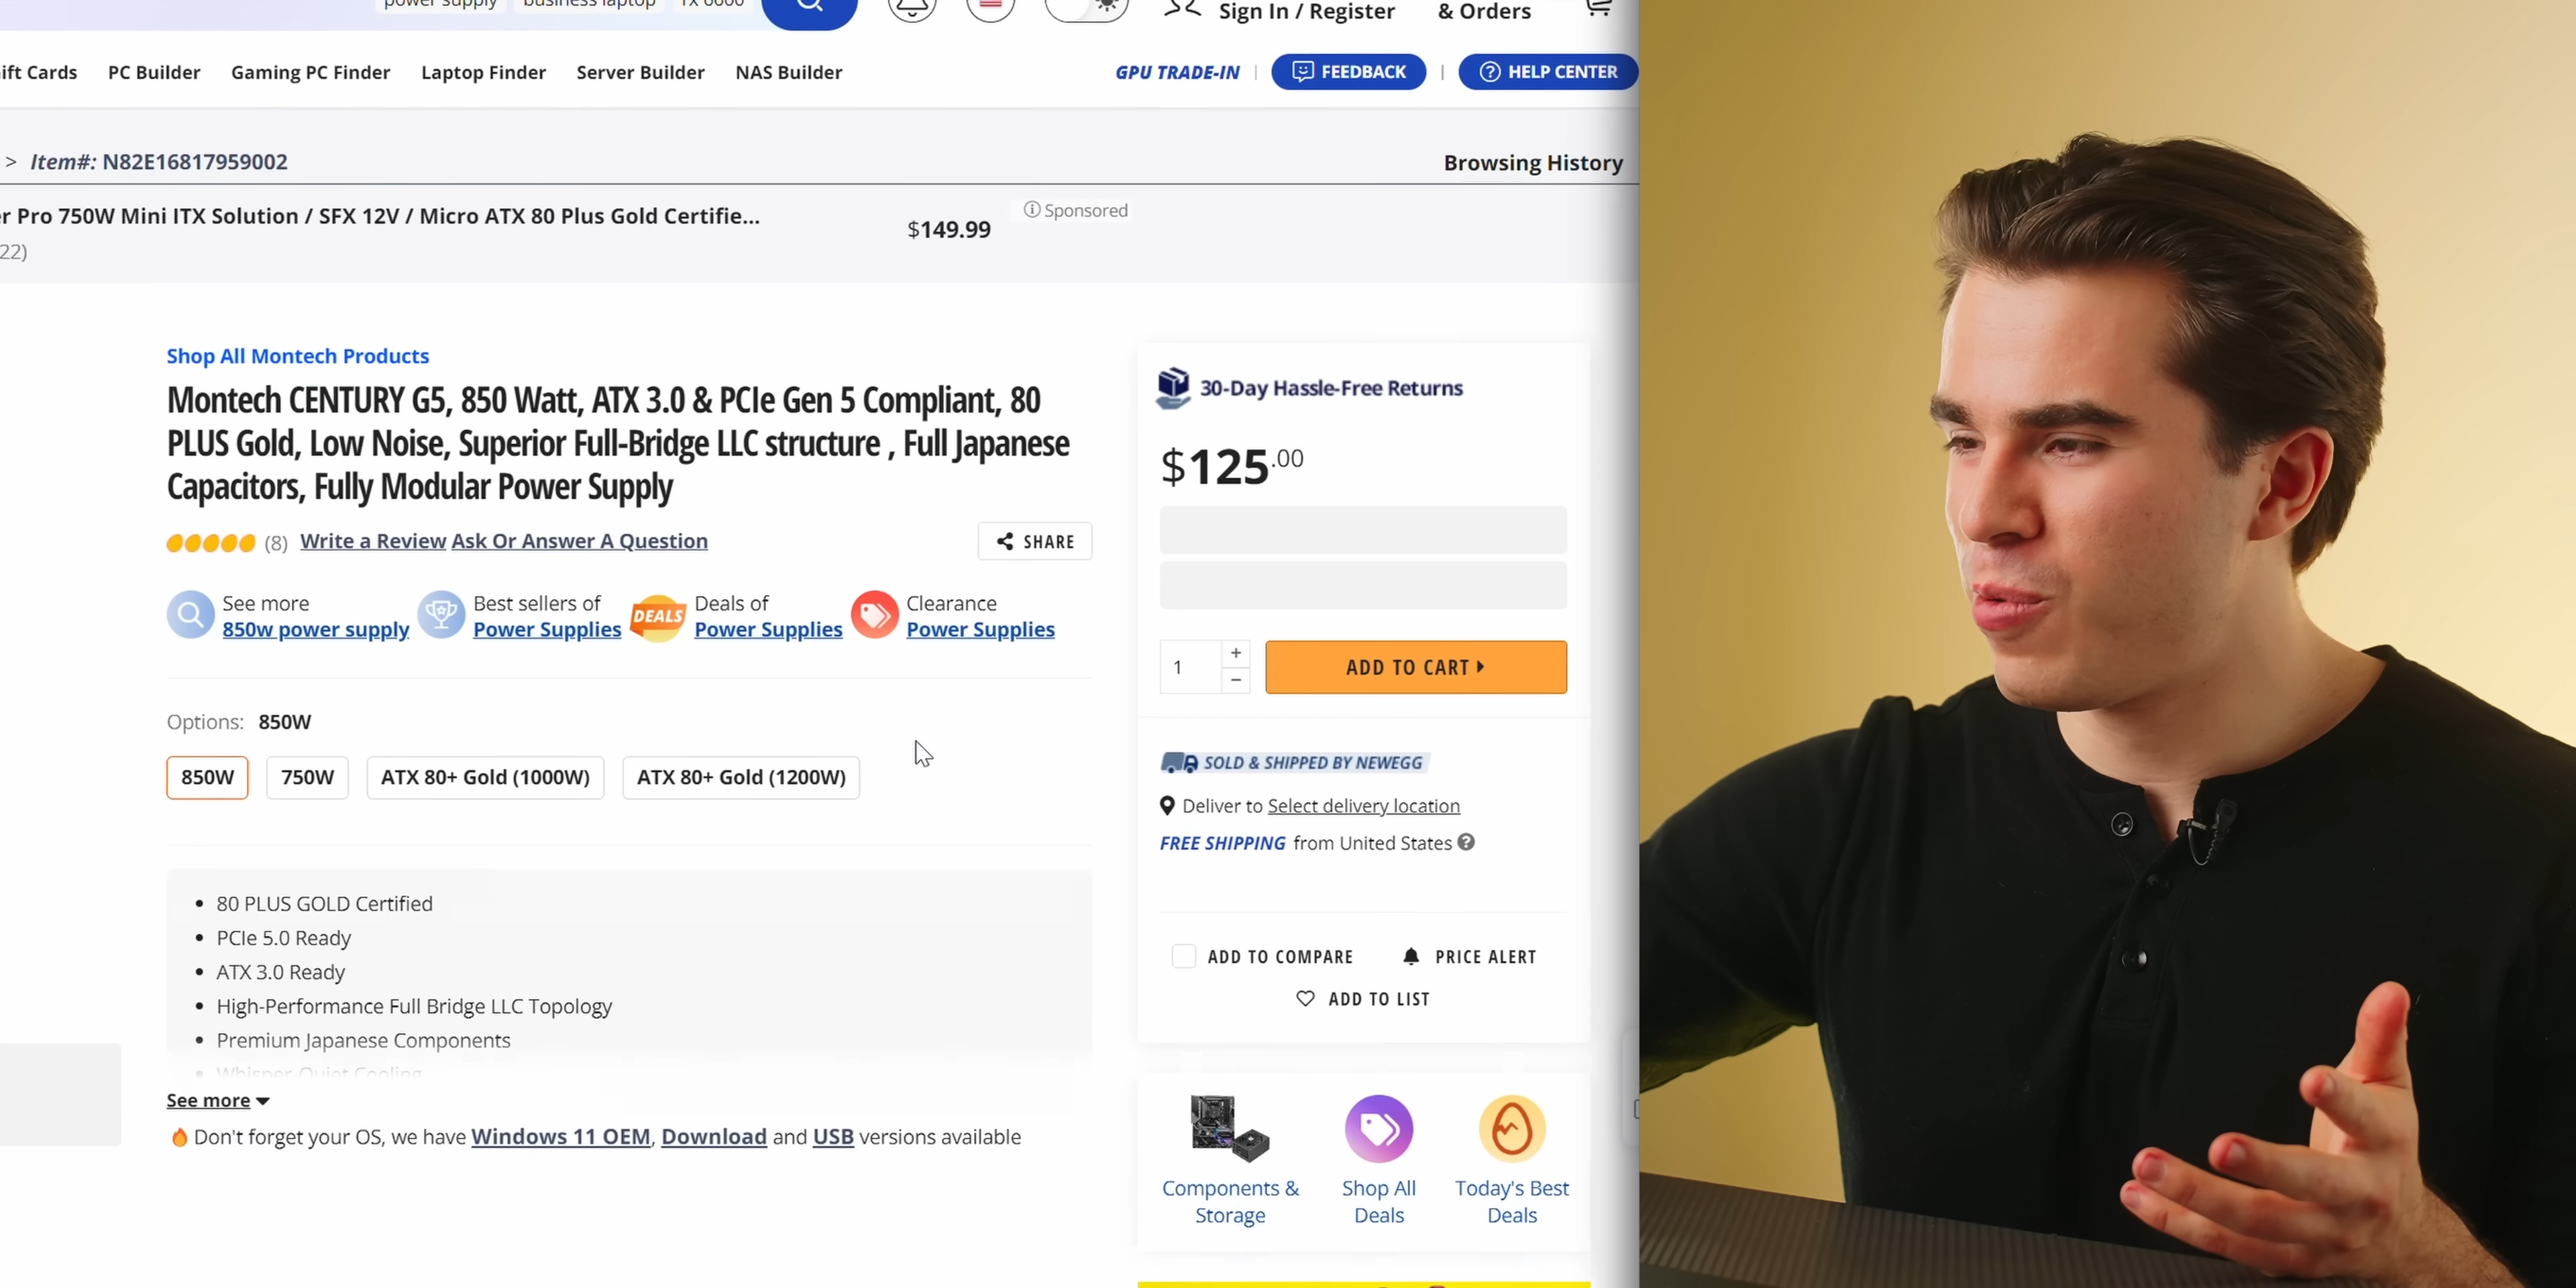 power supply business laptop rx 6600
Sign In / Register & Orders
ift Cards PC Builder Gaming PC Finder Laptop Finder Server Builder NAS Builder GPU TRADE-IN | FEEDBACK | HELP CENTER
> Item#: N82E16817959002 Browsing History
r Pro 750W Mini ITX Solution / SFX 12V / Micro ATX 80 Plus Gold Certifie...
$149.99
Sponsored
22)
Shop All Montech Products
Montech CENTURY G5, 850 Watt, ATX 3.0 & PCIe Gen 5 Compliant, 80
PLUS Gold, Low Noise, Superior Full-Bridge LLC structure , Full Japanese
Capacitors, Fully Modular Power Supply
(8) Write a Review Ask Or Answer A Question
SHARE
See more
850w power supply
Best sellers of
Power Supplies
DEALS
Deals of
Power Supplies
Clearance
Power Supplies
Options: 850W
850W 750W ATX 80+ Gold (1000W) ATX 80+ Gold (1200W)
• 80 PLUS GOLD Certified
• PCIe 5.0 Ready
• ATX 3.0 Ready
• High-Performance Full Bridge LLC Topology
• Premium Japanese Components
• Whisper-Quiet Cooling
See more
Don't forget your OS, we have Windows 11 OEM, Download and USB versions available
30-Day Hassle-Free Returns
$125.00
1 + −
ADD TO CART
SOLD & SHIPPED BY NEWEGG
Deliver to Select delivery location
FREE SHIPPING from United States ?
ADD TO COMPARE PRICE ALERT
ADD TO LIST
Components &
Storage
Shop All
Deals
Today's Best
Deals